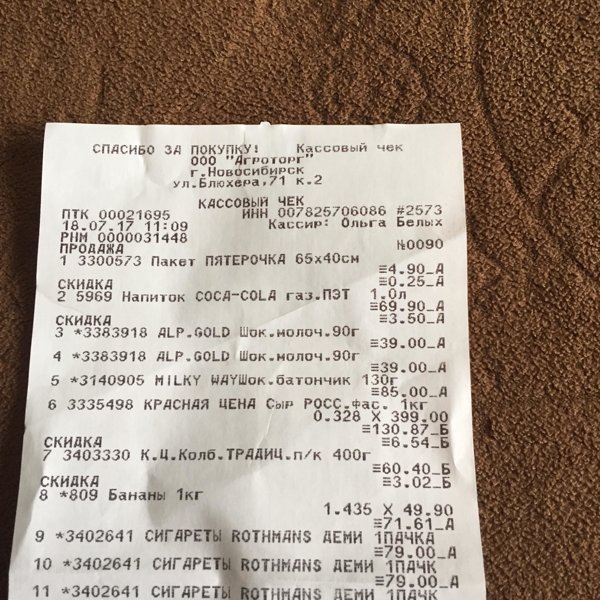 СПАСИБО ЗА ПОКУПКУ! Кассовый чек
ООО "Агроторг"
г.Новосибирск
ул.Блюхера,71 к.2
КАССОВЫЙ ЧЕК
ПТК 00021695 ИНН 007825706086 #2573
18.07.17 11:09 Кассир: Ольга Белых
РНМ 0000031448
ПРОДАЖА №0090
1 3300573 Пакет ПЯТЕРОЧКА 65х40см
≡4.90_А
СКИДКА ≡0.25_А
2 5969 Напиток COCA-COLA газ.ПЭТ 1.0л
≡69.90_А
СКИДКА ≡3.50_А
3 *3383918 ALP.GOLD Шок.молоч.90г
≡39.00_А
4 *3383918 ALP.GOLD Шок.молоч.90г
≡39.00_А
5 *3140905 MILKY WAYШок.батончик 130г
≡85.00_А
6 3335498 КРАСНАЯ ЦЕНА Сыр РОСС.фас. 1кг
0.328 X 399.00
≡130.87_Б
СКИДКА ≡6.54_Б
7 3403330 К.Ц.Колб.ТРАДИЦ.п/к 400г
≡60.40_Б
СКИДКА ≡3.02_Б
8 *809 Бананы 1кг
1.435 X 49.90
≡71.61_А
9 *3402641 СИГАРЕТЫ ROTHMANS ДЕМИ 1ПАЧКА
≡79.00_А
10 *3402641 СИГАРЕТЫ ROTHMANS ДЕМИ 1ПАЧК
≡79.00_А
11 *3402641 СИГАРЕТЫ ROTHMANS ДЕМИ 1ПАЧК